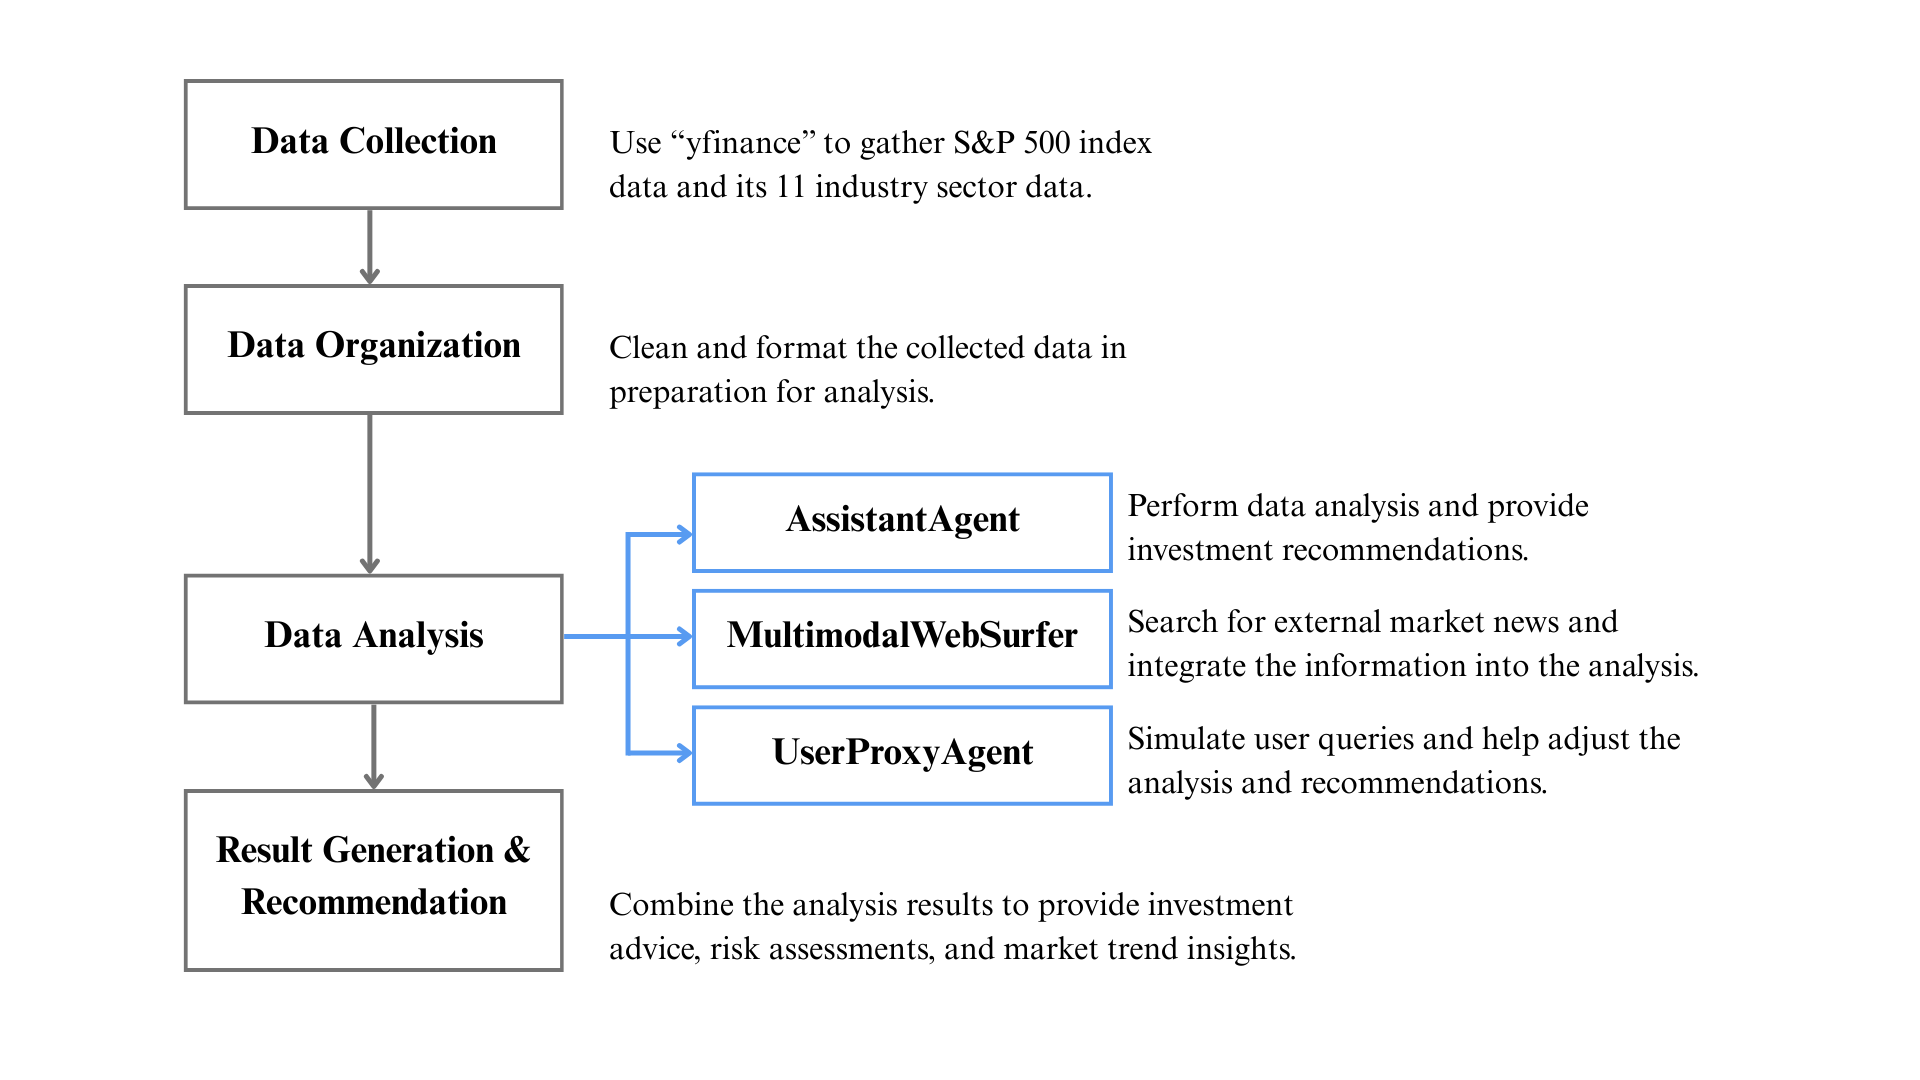 Data Collection
Use “yfinance” to gather S&P 500 index
data and its 11 industry sector data.
Data Organization
Clean and format the collected data in
preparation for analysis.
Data Analysis
AssistantAgent
Perform data analysis and provide
investment recommendations.
MultimodalWebSurfer
Search for external market news and
integrate the information into the analysis.
UserProxyAgent
Simulate user queries and help adjust the
analysis and recommendations.
Result Generation &
Recommendation
Combine the analysis results to provide investment
advice, risk assessments, and market trend insights.